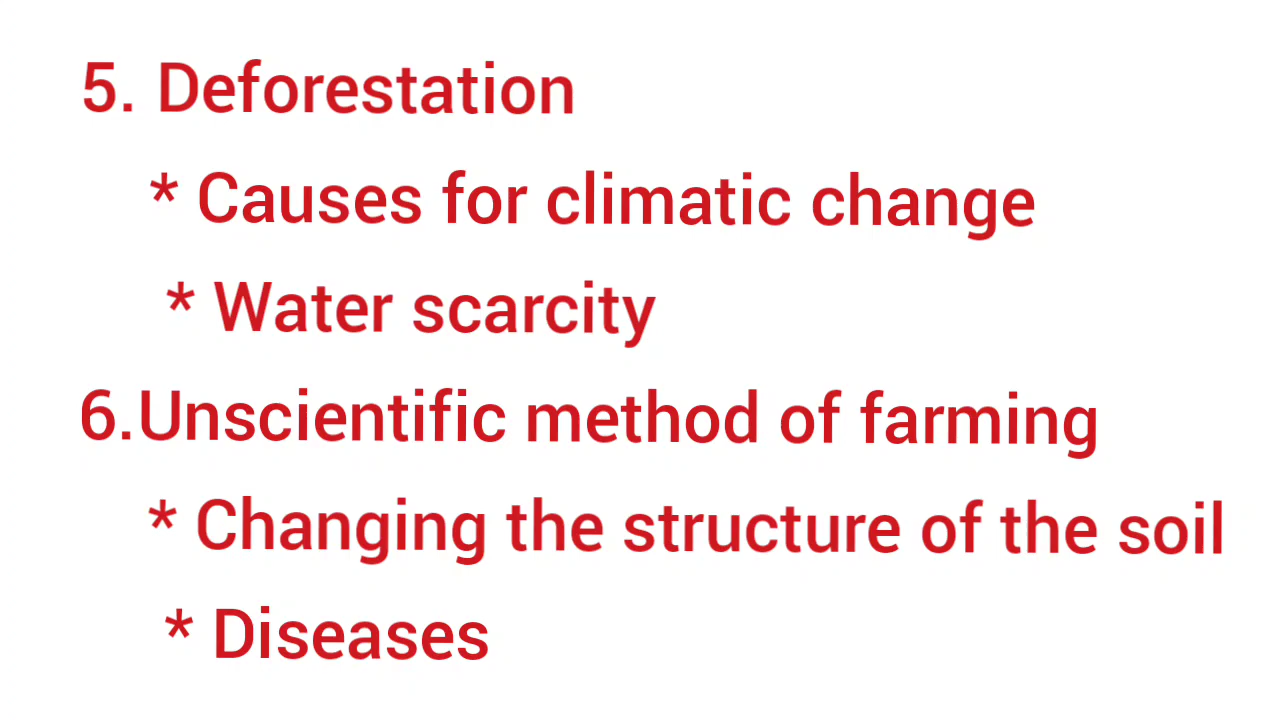 5. Deforestation
* Causes for climatic change
* Water scarcity
6.Unscientific method of farming
* Changing the structure of the soil
* Diseases